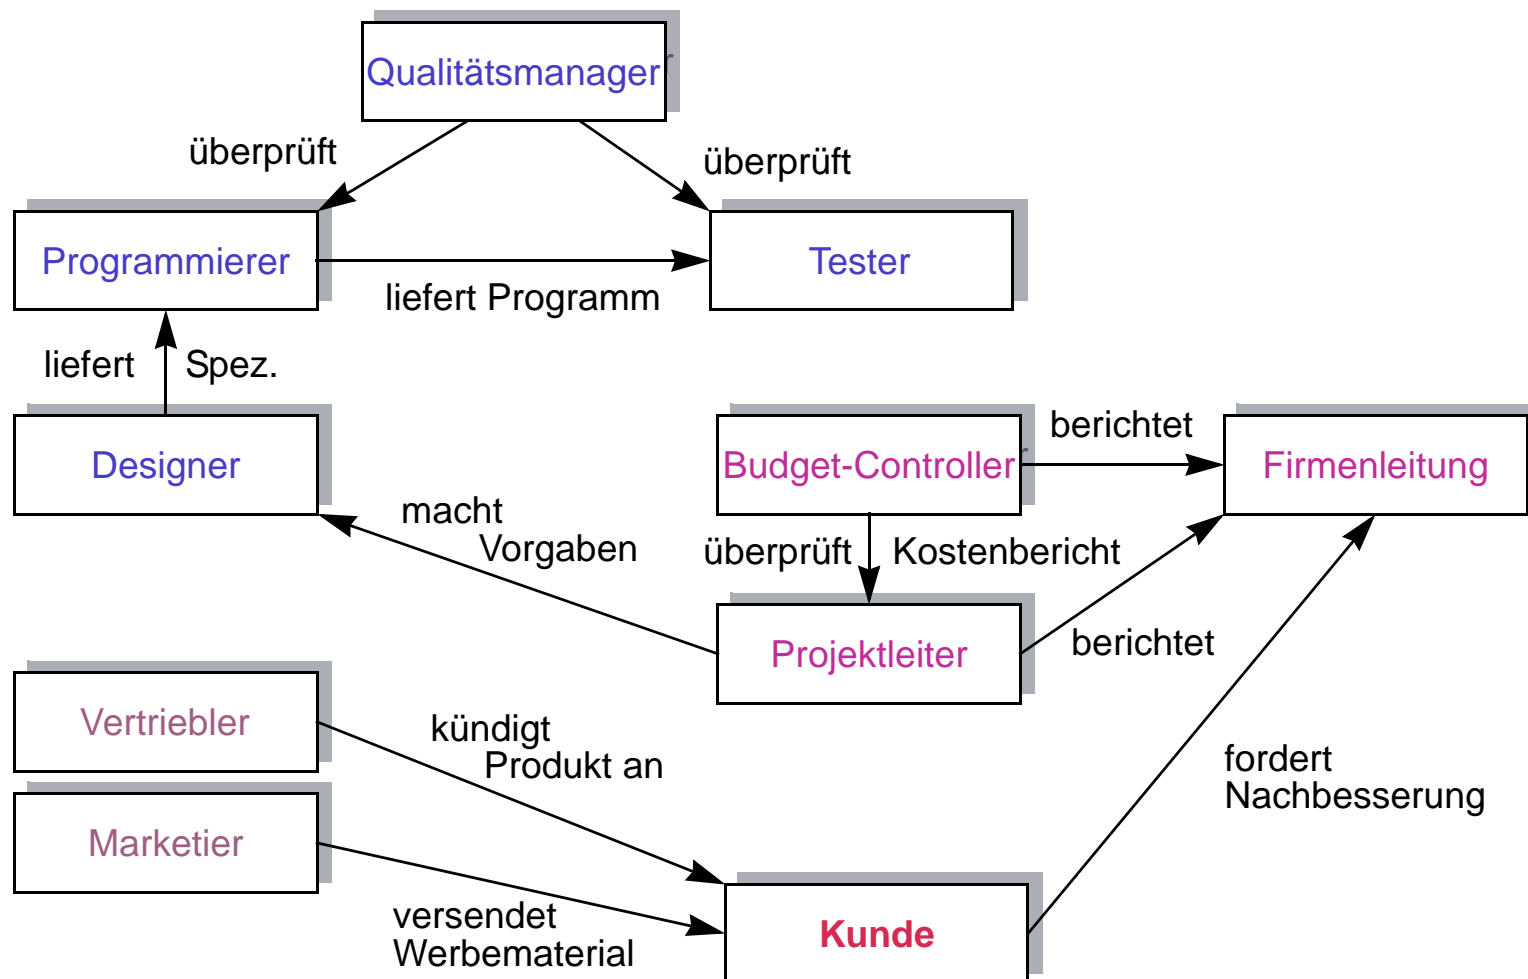 Qualitätsmanager
überprüft
überprüft
Programmierer
Tester
liefert Programm
liefert Spez.
Designer
Budget-Controller
berichtet
Firmenleitung
macht
Vorgaben
überprüft Kostenbericht
Projektleiter
berichtet
Vertriebler
kündigt
Produkt an
fordert
Nachbesserung
Marketier
versendet
Werbematerial
Kunde